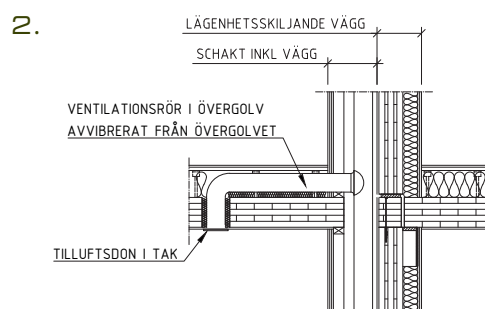 2.
LÄGENHETSSKILJANDE VÄGG
SCHAKT INKL VÄGG
VENTILATIONSRÖR I ÖVERGOLV
AVVIBRERAT FRÅN ÖVERGOLVET
TILLUFTSDON I TAK